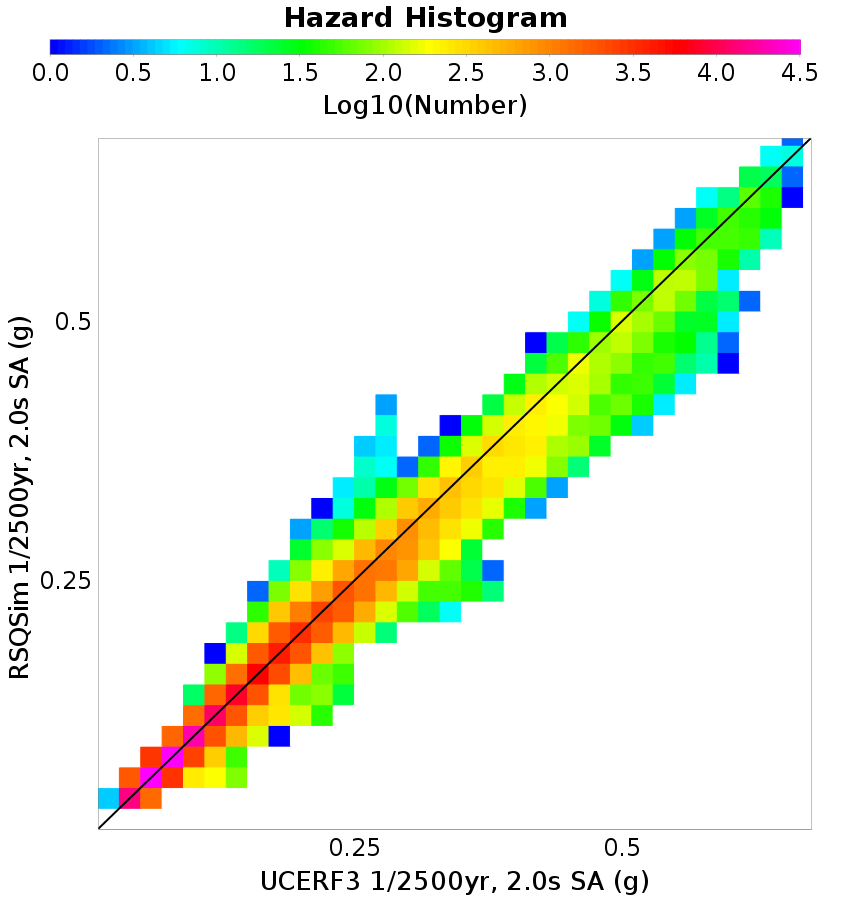 Hazard Histogram
0.0 0.5 1.0 1.5 2.0 2.5 3.0 3.5 4.0 4.5
Log10(Number)
RSQSim 1/2500yr, 2.0s SA (g)
0.5
0.25
0.25 0.5
UCERF3 1/2500yr, 2.0s SA (g)